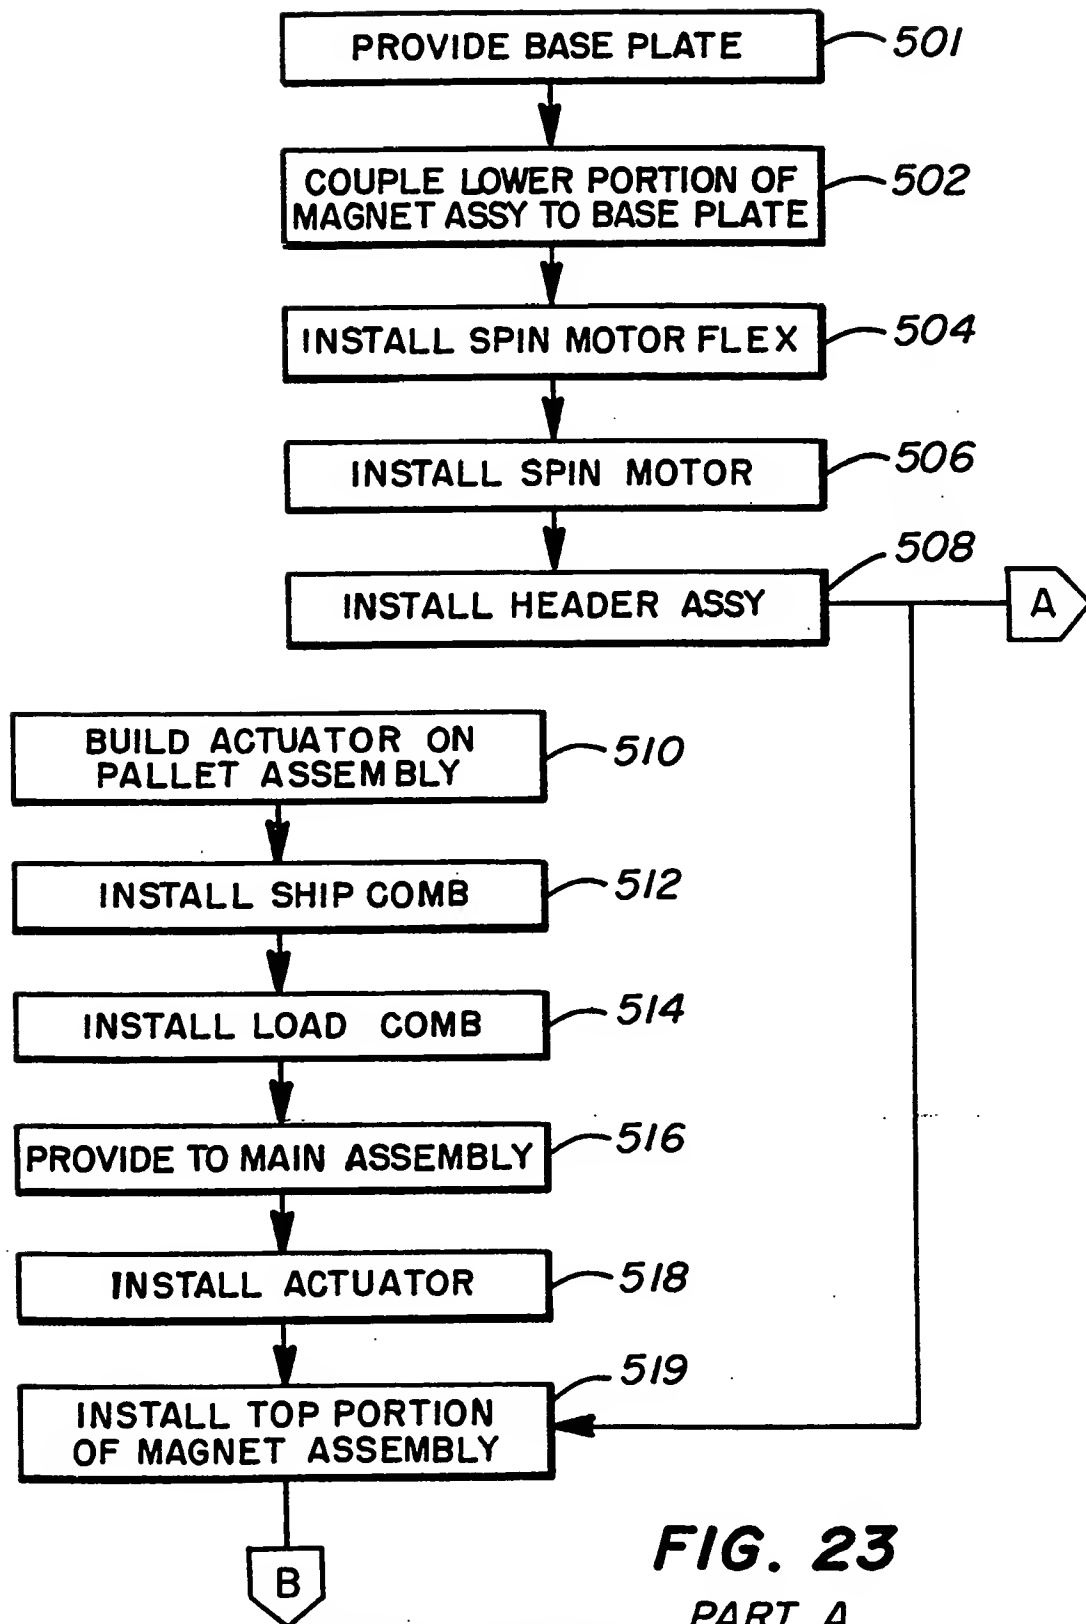 PROVIDE BASE PLATE
501
COUPLE LOWER PORTION OF
MAGNET ASSY TO BASE PLATE
502
INSTALL SPIN MOTOR FLEX
504
INSTALL SPIN MOTOR
506
INSTALL HEADER ASSY
508
A
BUILD ACTUATOR ON
PALLET ASSEMBLY
510
INSTALL SHIP COMB
512
INSTALL LOAD COMB
514
PROVIDE TO MAIN ASSEMBLY
516
INSTALL ACTUATOR
518
INSTALL TOP PORTION
OF MAGNET ASSEMBLY
519
B
FIG. 23
PART A